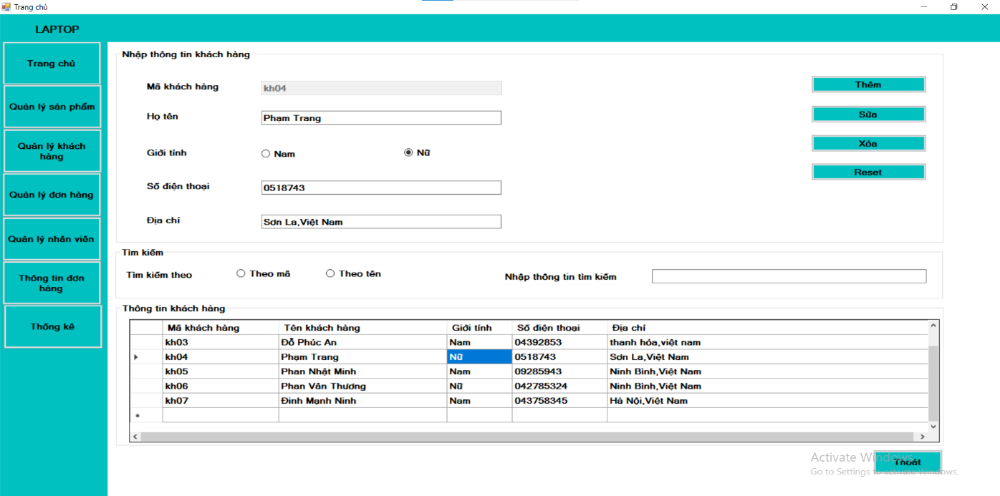 Trang chủ
LAPTOP
Trang chủ
Quản lý sản phẩm
Quản lý khách
hàng
Quản lý đơn hàng
Quản lý nhân viên
Thông tin đơn
hàng
Thống kê
Nhập thông tin khách hàng
Mã khách hàng kh04
Họ tên Phạm Trang
Giới tính Nam Nữ
Số điện thoại 0518743
Địa chỉ Sơn La,Việt Nam
Thêm
Sửa
Xóa
Reset
Tìm kiếm
Tìm kiếm theo Theo mã Theo tên Nhập thông tin tìm kiếm
Thông tin khách hàng
Mã khách hàng Tên khách hàng Giới tính Số điện thoại Địa chỉ
kh03 Đỗ Phúc An Nam 04392853 thanh hóa,việt nam
kh04 Phạm Trang Nữ 0518743 Sơn La,Việt Nam
kh05 Phan Nhật Minh Nam 09285943 Ninh Bình,Việt Nam
kh06 Phan Văn Thương Nữ 042785324 Ninh Bình,Việt Nam
kh07 Đinh Mạnh Ninh Nam 043758345 Hà Nội,Việt Nam
Thoát
Activate Windows
Go to Settings to activate Windows.